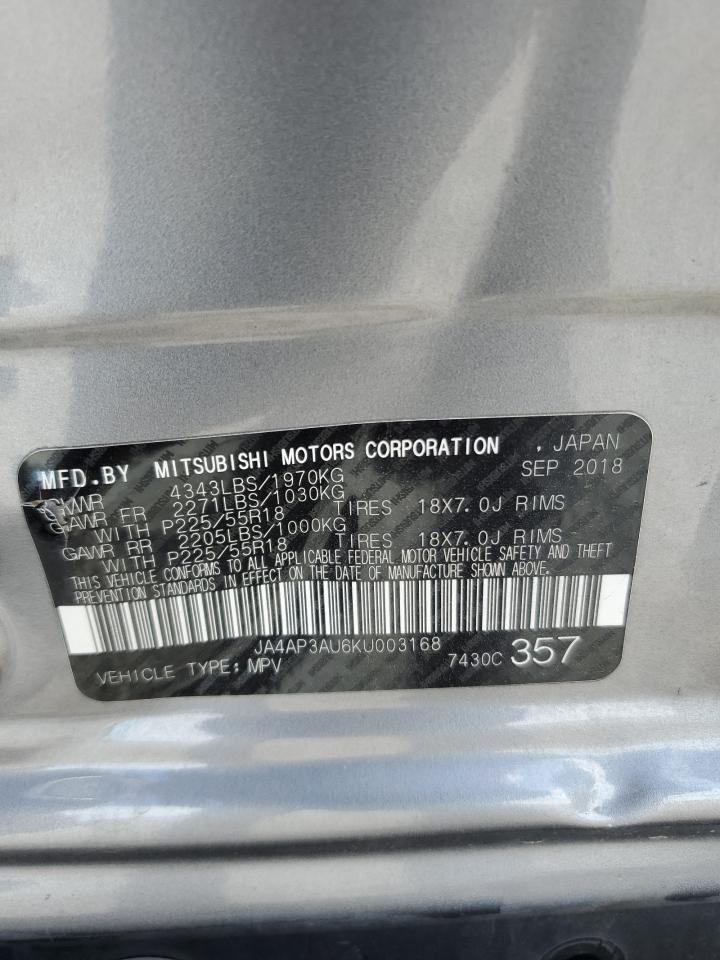 MFD.BY MITSUBISHI MOTORS CORPORATION , JAPAN
SEP 2018
GVWR 4343LBS/1970KG
GAWR FR 2271LBS/1030KG
WITH P225/55R18 TIRES 18X7.0J RIMS
GAWR RR 2205LBS/1000KG
WITH P225/55R18 TIRES 18X7.0J RIMS
THIS VEHICLE CONFORMS TO ALL APPLICABLE FEDERAL MOTOR VEHICLE SAFETY AND THEFT
PREVENTION STANDARDS IN EFFECT ON THE DATE OF MANUFACTURE SHOWN ABOVE.
JA4AP3AU6KU003168
VEHICLE TYPE: MPV 7430C 357